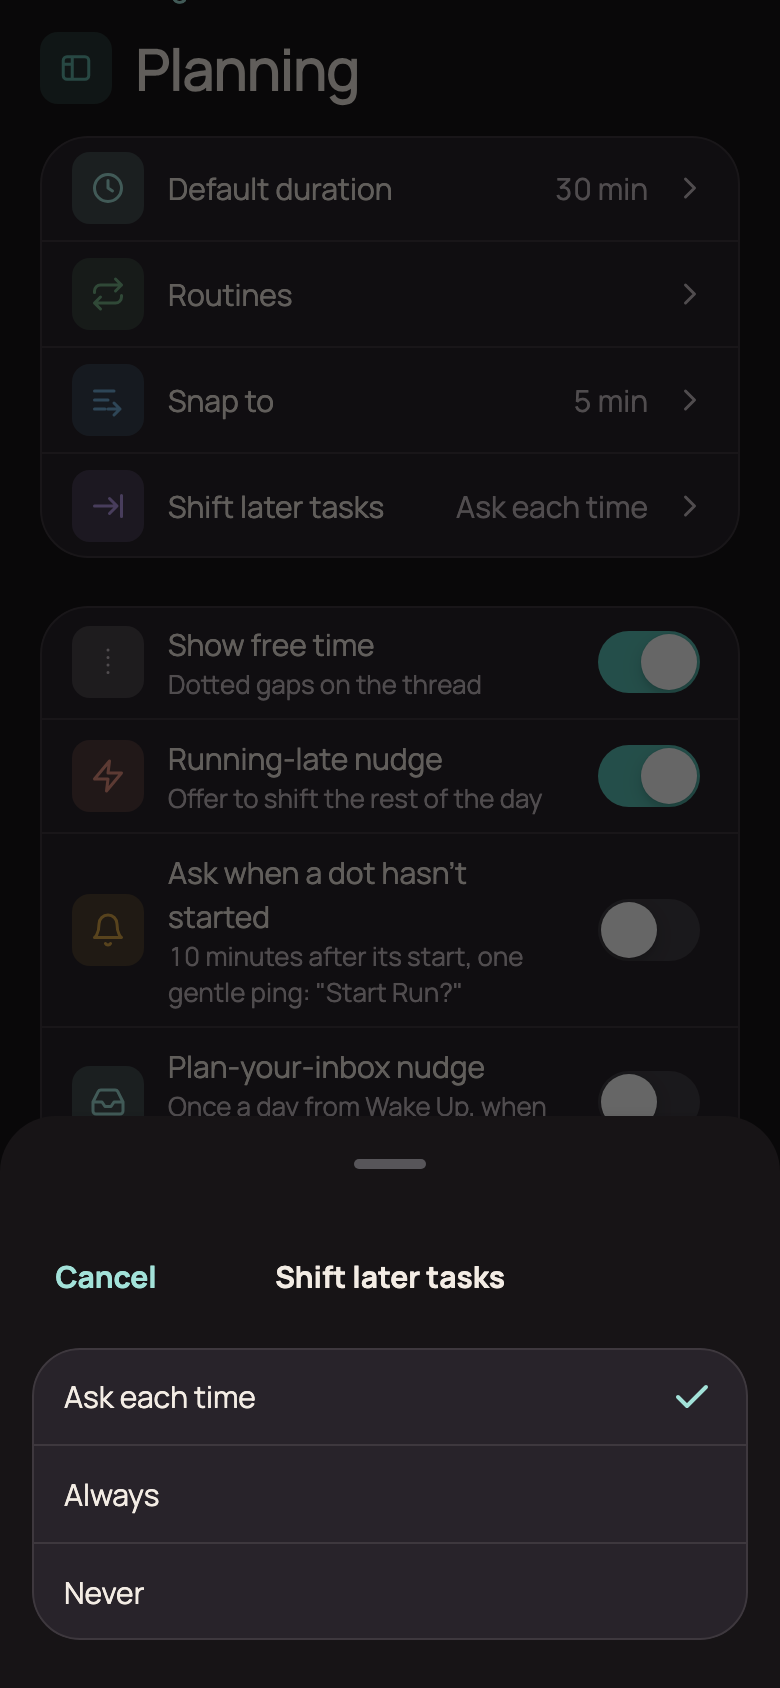 Planning
Default duration 30 min
Routines
Snap to 5 min
Shift later tasks Ask each time
Show free time
Dotted gaps on the thread
Running-late nudge
Offer to shift the rest of the day
Ask when a dot hasn't
started
10 minutes after its start, one
gentle ping: "Start Run?"
Plan-your-inbox nudge
Once a day from Wake Up, when
Cancel Shift later tasks
Ask each time
Always
Never